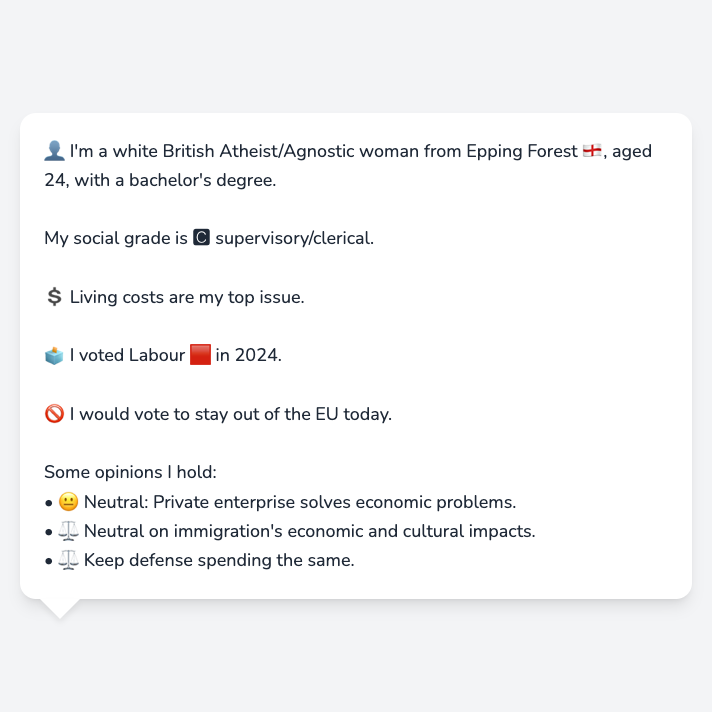 👤 I'm a white British Atheist/Agnostic woman from Epping Forest 🏴󠁧󠁢󠁥󠁮󠁧󠁿, aged
24, with a bachelor's degree.
My social grade is 🅲 supervisory/clerical.
💲 Living costs are my top issue.
🗳️ I voted Labour 🟥 in 2024.
🚫 I would vote to stay out of the EU today.
Some opinions I hold:
• 😐 Neutral: Private enterprise solves economic problems.
• ⚖️ Neutral on immigration's economic and cultural impacts.
• ⚖️ Keep defense spending the same.